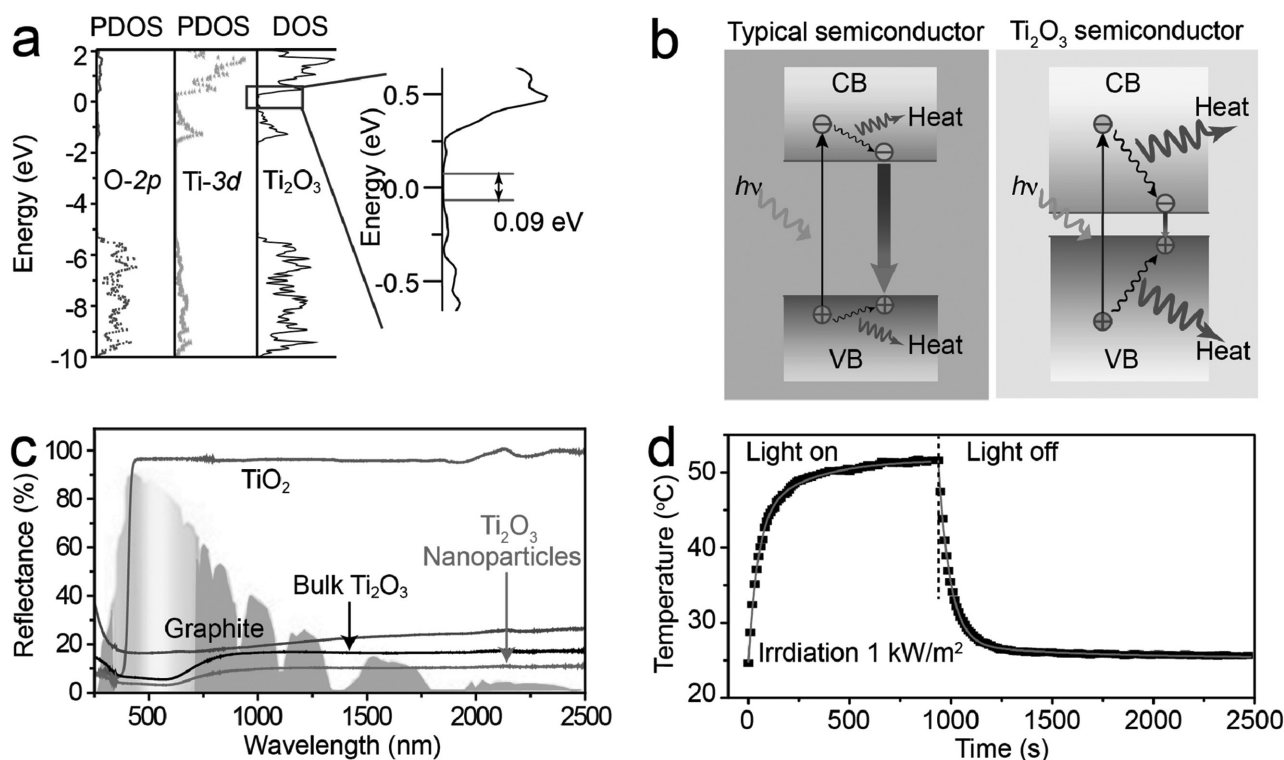 a
PDOS PDOS DOS
2
0
-2
-4
-6
-8
-10
Energy (eV)
O-2p Ti-3d Ti₂O₃
0.5
0.0
-0.5
Energy (eV)
0.09 eV
b
Typical semiconductor
CB
Heat
hν
Heat
VB
Ti₂O₃ semiconductor
CB
Heat
hν
VB
Heat
c
100
80
60
40
20
0
Reflectance (%)
TiO₂
Ti₂O₃
Nanoparticles
Bulk Ti₂O₃
Graphite
500 1000 1500 2000 2500
Wavelength (nm)
d
Light on Light off
50
40
30
20
Temperature (°C)
Irrdiation 1 kW/m²
0 500 1000 1500 2000 2500
Time (s)